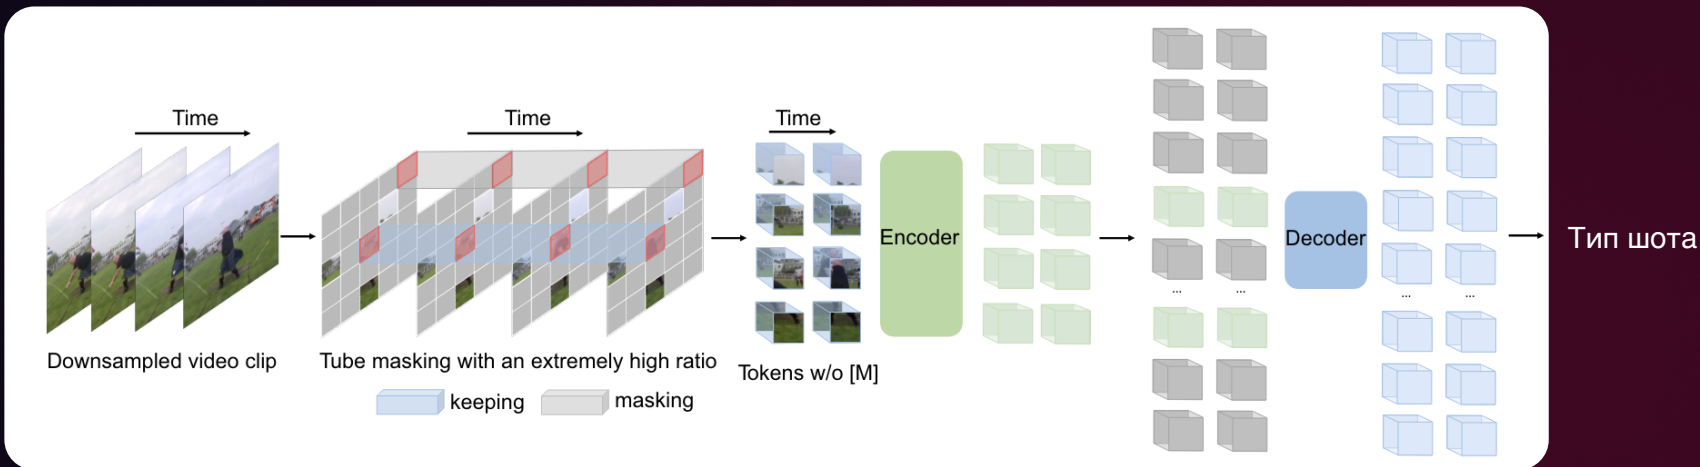 Time
Time
Time
Encoder
Decoder
Тип шота
Downsampled video clip
Tube masking with an extremely high ratio
Tokens w/o [M]
keeping
masking
... ...
... ...